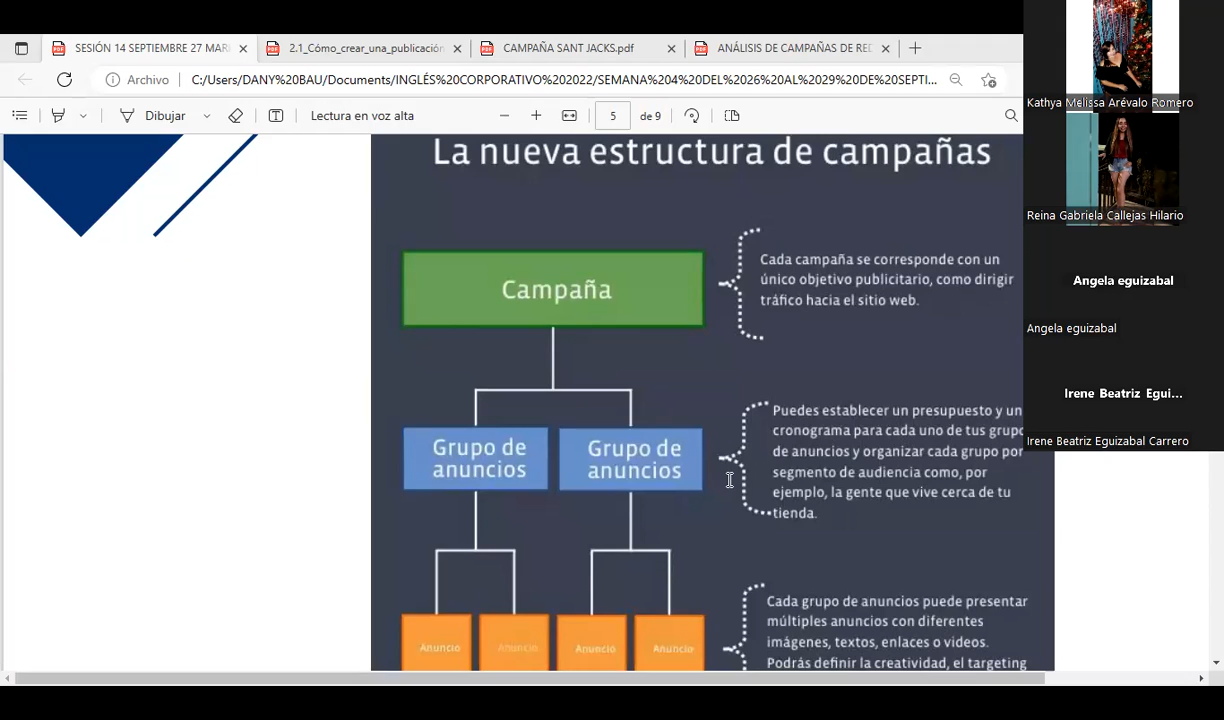 SESIÓN 14 SEPTIEMBRE 27 MAR
2.1_Cómo_crear_una_publicación
CAMPAÑA SANT JACKS.pdf
ANÁLISIS DE CAMPAÑAS DE RED
Archivo
C:/Users/DANY%20BAU/Documents/INGLÉS%20CORPORATIVO%202022/SEMANA%204%20DEL%2026%20AL%2029%20DE%20SEPTI...
Dibujar
Lectura en voz alta
5
de 9
La nueva estructura de campañas
Campaña
Cada campaña se corresponde con un
único objetivo publicitario, como dirigir
tráfico hacia el sitio web.
Grupo de
anuncios
Grupo de
anuncios
Puedes establecer un presupuesto y un
cronograma para cada uno de tus grupo
de anuncios y organizar cada grupo por
segmento de audiencia como, por
ejemplo, la gente que vive cerca de tu
tienda.
Anuncio
Anuncio
Anuncio
Anuncio
Cada grupo de anuncios puede presentar
múltiples anuncios con diferentes
imágenes, textos, enlaces o videos.
Podrás definir la creatividad, el targeting
Kathya Melissa Arévalo Romero
Reina Gabriela Callejas Hilario
Angela eguizabal
Angela eguizabal
Irene Beatriz Egui...
Irene Beatriz Eguizabal Carrero